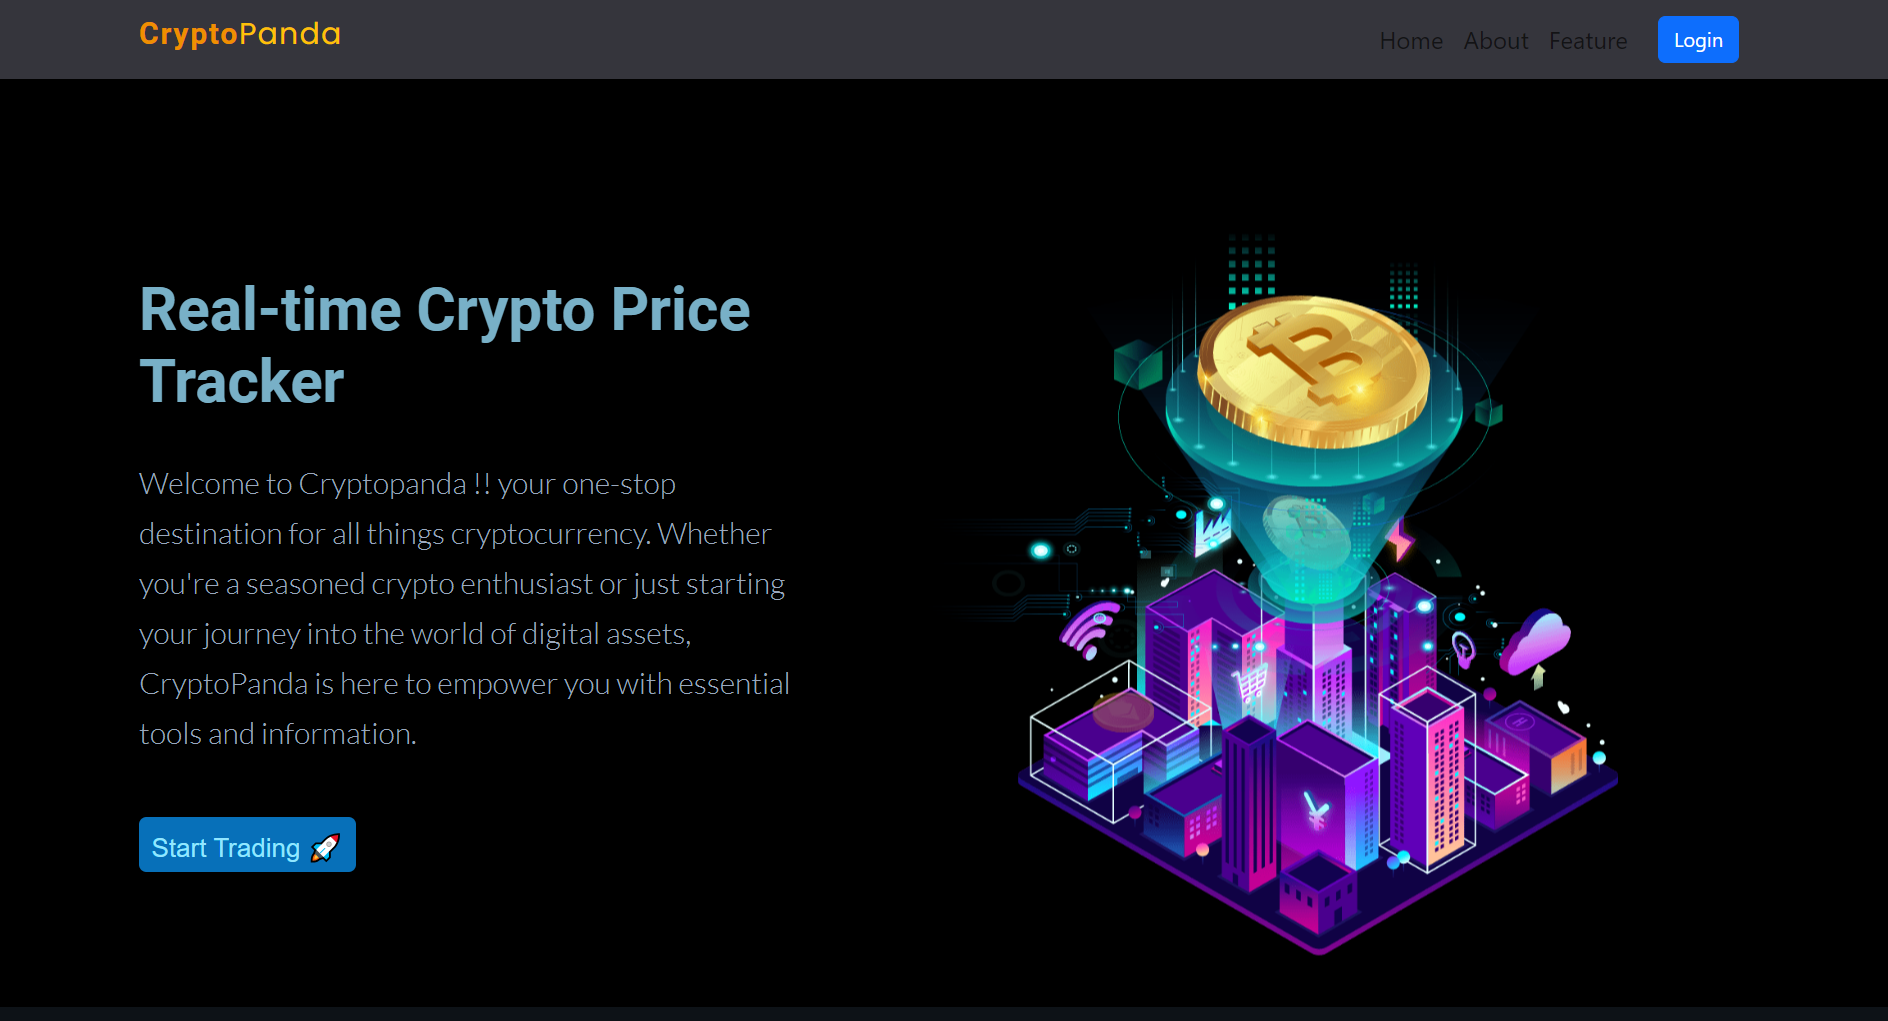 CryptoPanda
Home About Feature Login
Real-time Crypto Price
Tracker
Welcome to Cryptopanda !! your one-stop
destination for all things cryptocurrency. Whether
you're a seasoned crypto enthusiast or just starting
your journey into the world of digital assets,
CryptoPanda is here to empower you with essential
tools and information.
Start Trading 🚀